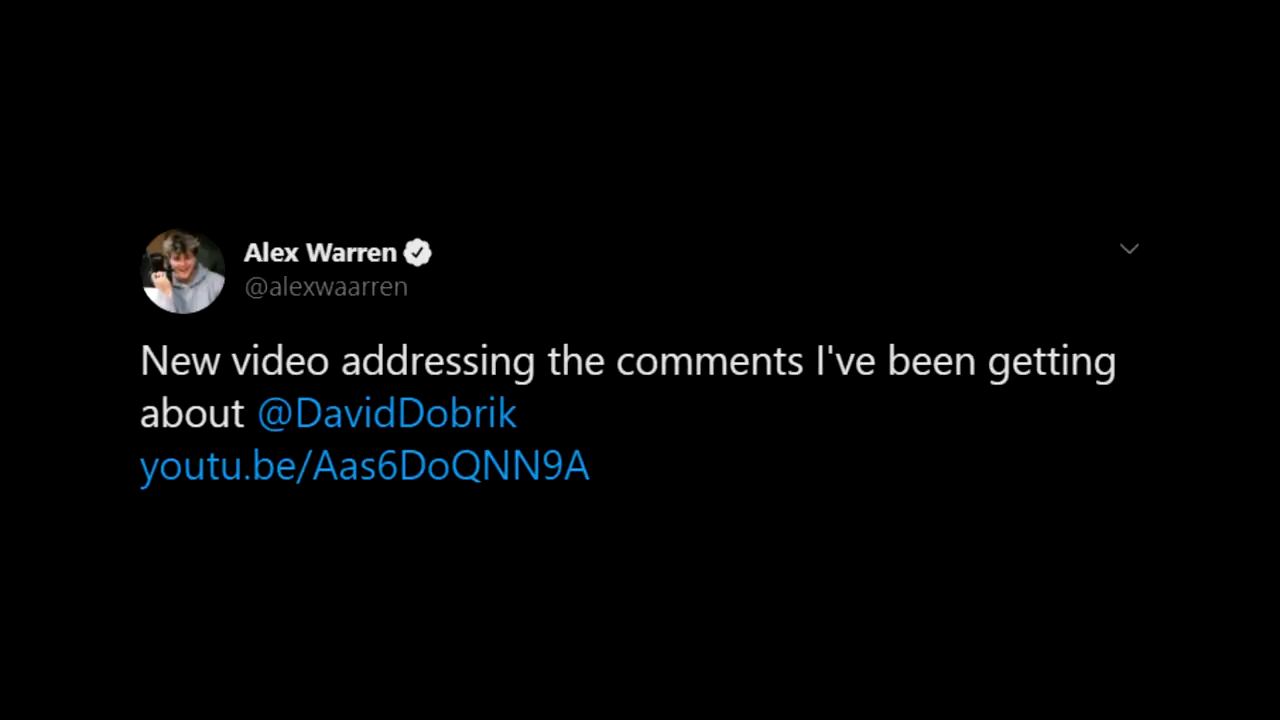 Alex Warren
@alexwaarren
New video addressing the comments I've been getting
about @DavidDobrik
youtu.be/Aas6DoQNN9A